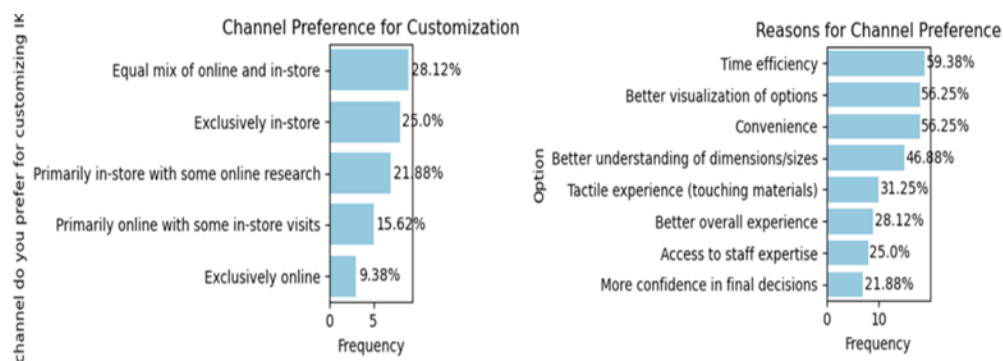 channel do you prefer for customizing IK
Channel Preference for Customization
Equal mix of online and in-store
28.12%
Exclusively in-store
25.0%
Primarily in-store with some online research
21.88%
Primarily online with some in-store visits
15.62%
Exclusively online
9.38%
0 5
Frequency
Reasons for Channel Preference
Option
Time efficiency
59.38%
Better visualization of options
56.25%
Convenience
56.25%
Better understanding of dimensions/sizes
46.88%
Tactile experience (touching materials)
31.25%
Better overall experience
28.12%
Access to staff expertise
25.0%
More confidence in final decisions
21.88%
0 10
Frequency